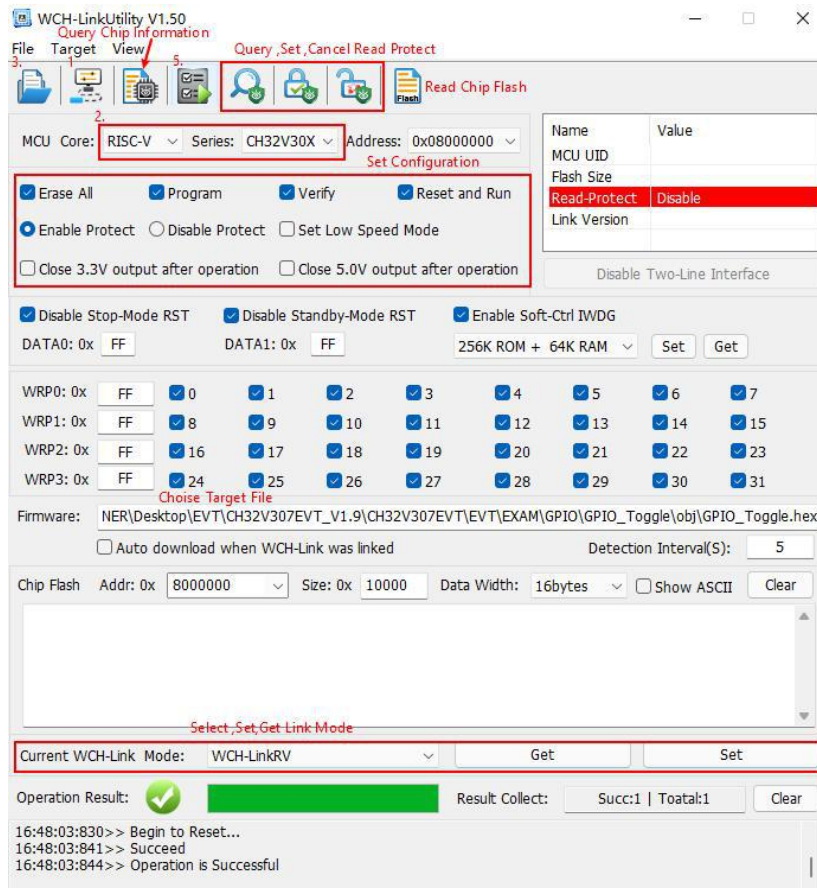 WCH-LinkUtility V1.50
Query Chip Information
File Target View
Query ,Set ,Cancel Read Protect
3. 1 5.
Flash
Read Chip Flash
2.
MCU Core: RISC-V Series: CH32V30X Address: 0x08000000
Set Configuration
Name Value
MCU UID
Flash Size
Read-Protect Disable
Link Version
Erase All Program Verify Reset and Run
Enable Protect Disable Protect Set Low Speed Mode
Close 3.3V output after operation Close 5.0V output after operation
Disable Two-Line Interface
Disable Stop-Mode RST Disable Standby-Mode RST Enable Soft-Ctrl IWDG
DATA0: 0x FF DATA1: 0x FF 256K ROM + 64K RAM Set Get
WRP0: 0x FF 0 1 2 3 4 5 6 7
WRP1: 0x FF 8 9 10 11 12 13 14 15
WRP2: 0x FF 16 17 18 19 20 21 22 23
WRP3: 0x FF 24 25 26 27 28 29 30 31
Choise Target File
Firmware: NER\Desktop\EVT\CH32V307EVT_V1.9\CH32V307EVT\EVT\EXAM\GPIO\GPIO_Toggle\obj\GPIO_Toggle.hex
Auto download when WCH-Link was linked Detection Interval(S): 5
Chip Flash Addr: 0x 8000000 Size: 0x 10000 Data Width: 16bytes Show ASCII Clear
Select ,Set,Get Link Mode
Current WCH-Link Mode: WCH-LinkRV Get Set
Operation Result: Result Collect: Succ:1 | Toatal:1 Clear
16:48:03:830>> Begin to Reset...
16:48:03:841>> Succeed
16:48:03:844>> Operation is Successful